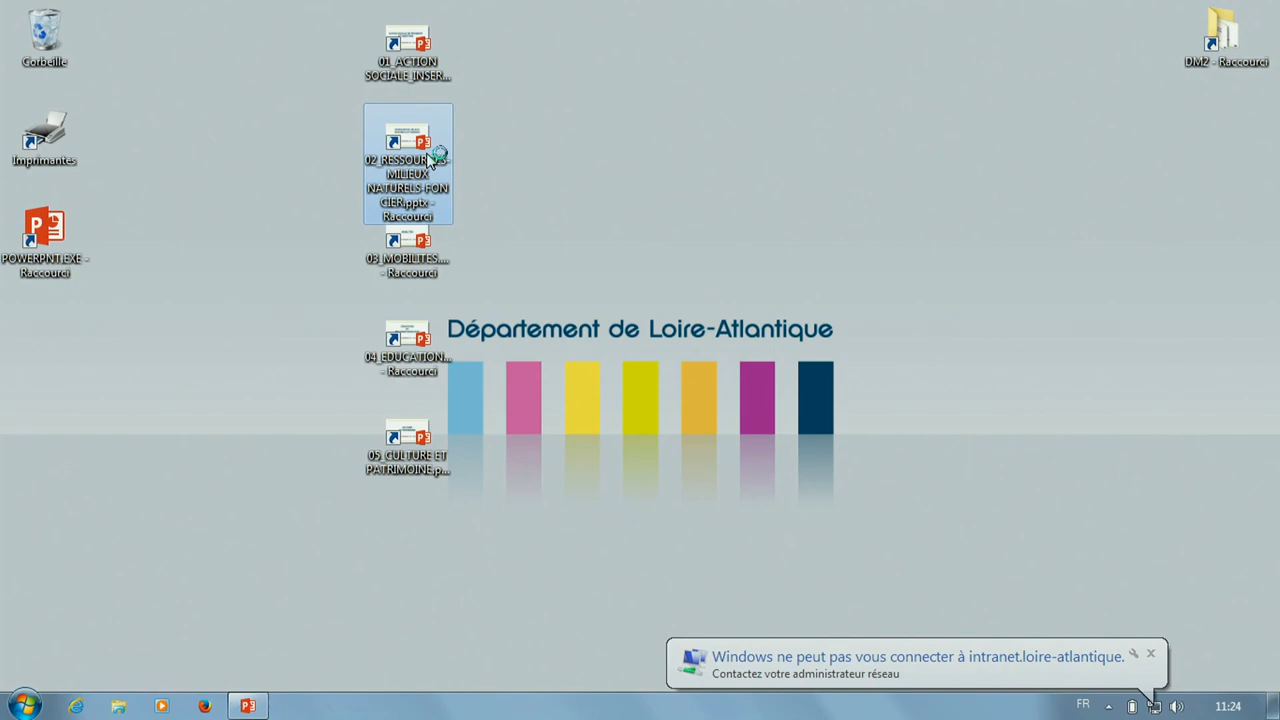 Corbeille
Imprimantes
POWERPNT.EXE -
Raccourci
01_ACTION
SOCIALE_INSER...
02_RESSOURCES-
MILIEUX
NATURELS-FON
CIER.pptx -
Raccourci
03_MOBILITES....
- Raccourci
04_EDUCATION...
- Raccourci
05_CULTURE ET
PATRIMOINE.p...
DM2 - Raccourci
Département de Loire-Atlantique
Windows ne peut pas vous connecter à intranet.loire-atlantique.
Contactez votre administrateur réseau
FR
11:24